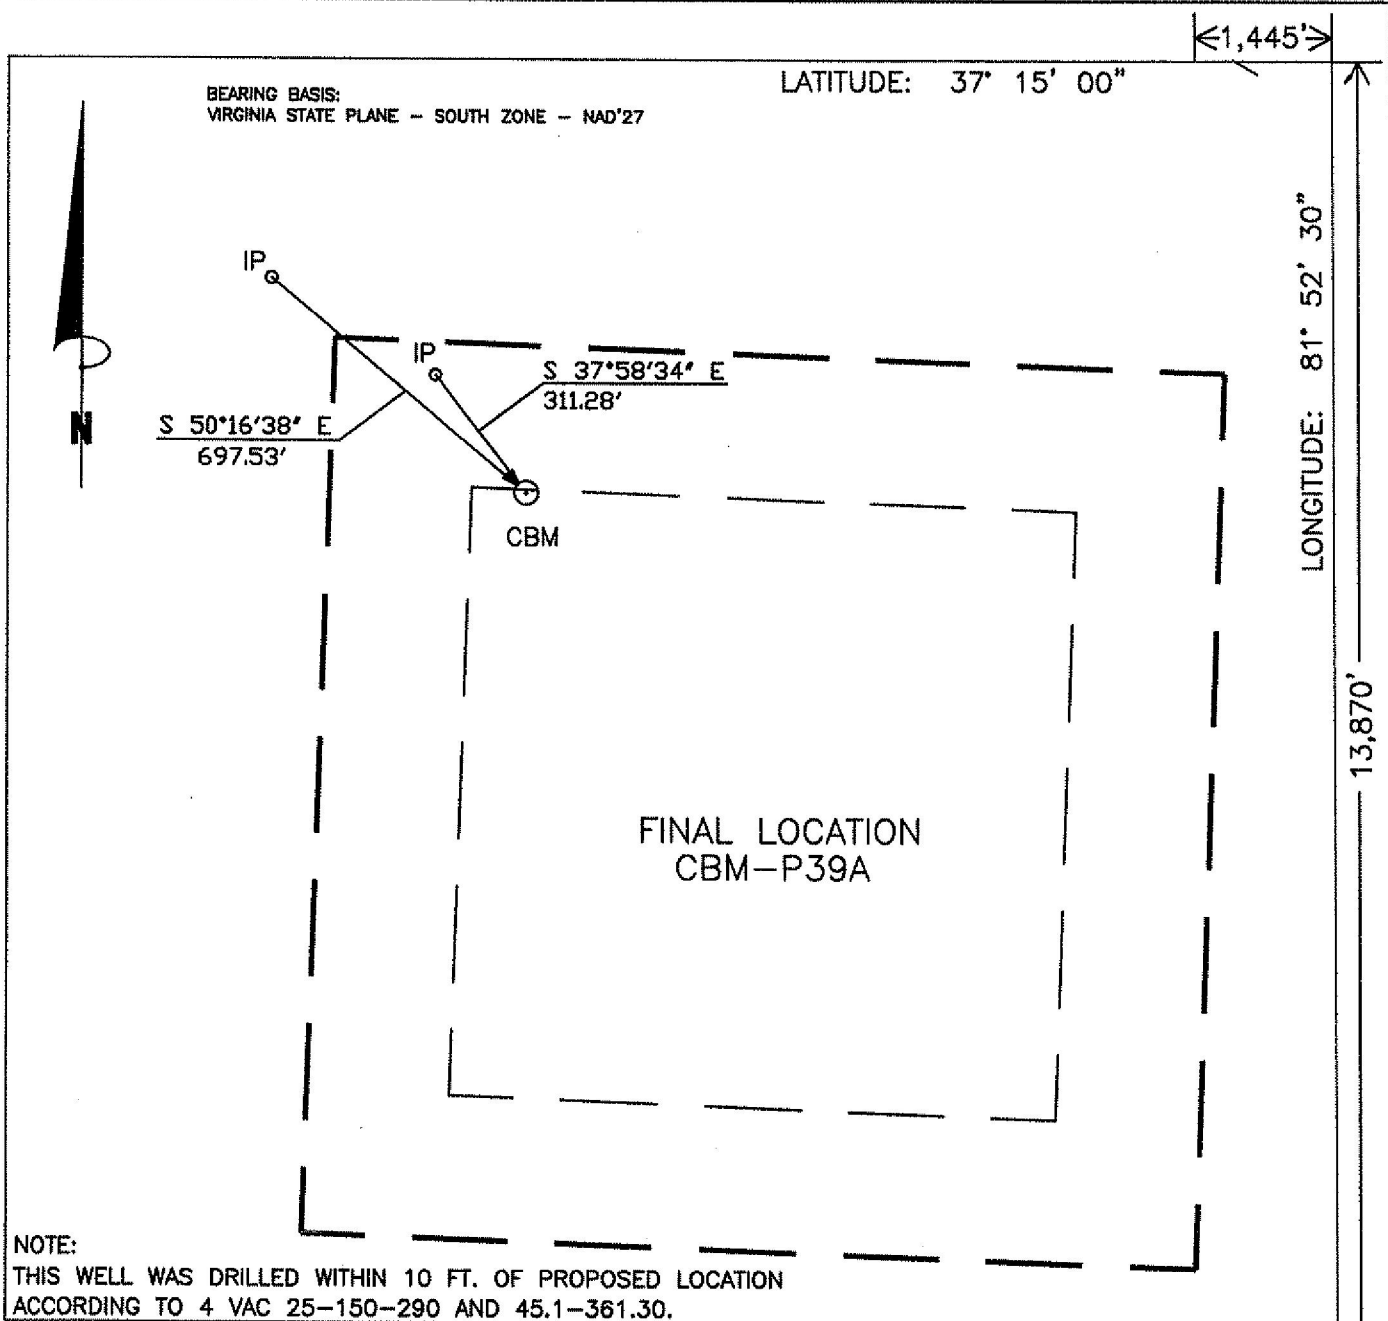 1,445'
LATITUDE: 37° 15' 00"
BEARING BASIS:
VIRGINIA STATE PLANE – SOUTH ZONE – NAD'27
LONGITUDE: 81° 52' 30"
IP
IP
S 37°58'34" E
311.28'
S 50°16'38" E
697.53'
N
CBM
13,870'
FINAL LOCATION
CBM–P39A
NOTE:
THIS WELL WAS DRILLED WITHIN 10 FT. OF PROPOSED LOCATION
ACCORDING TO 4 VAC 25–150–290 AND 45.1–361.30.